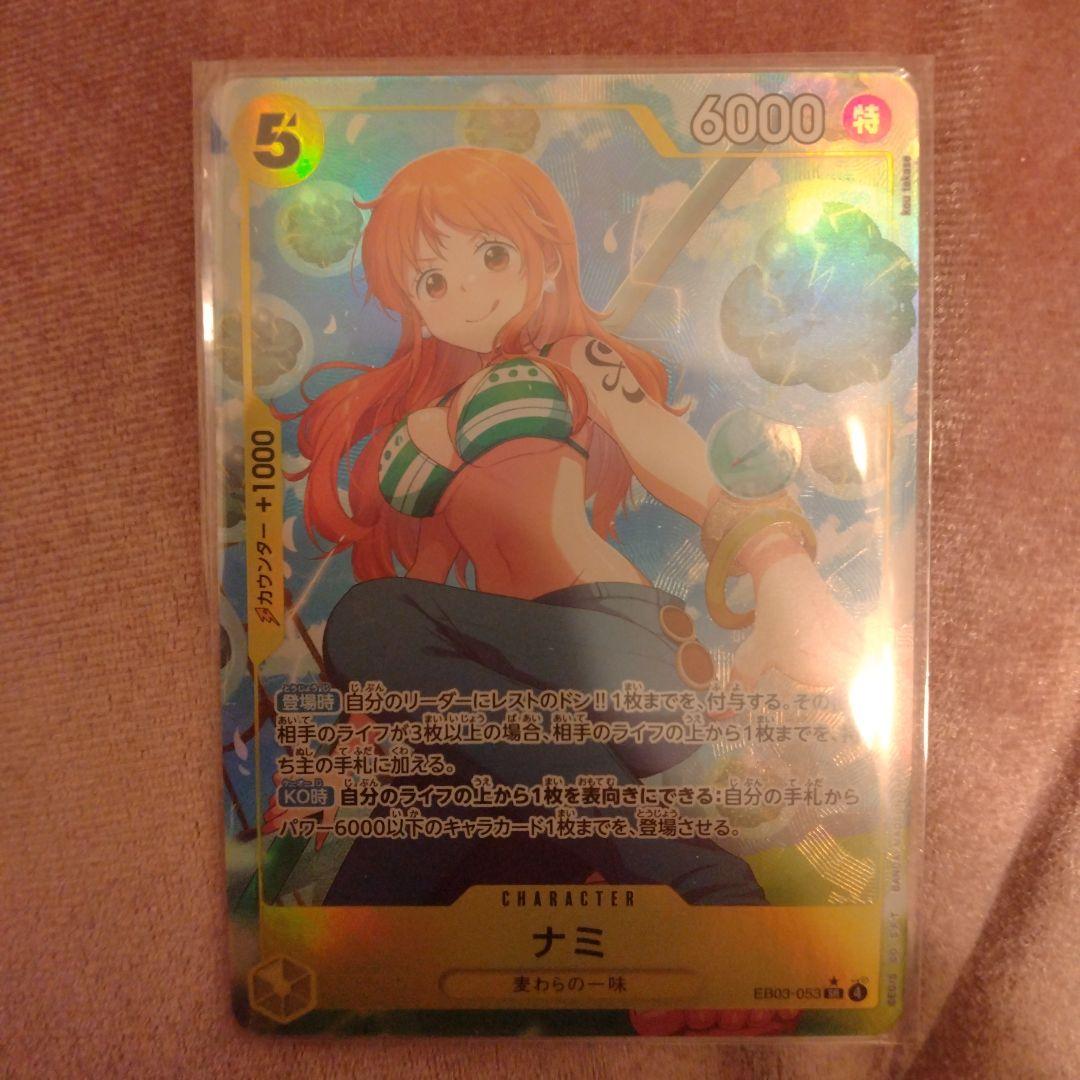 5
6000 特
kou takase
カウンター +1000
登場時 自分のリーダーにレストのドン!! 1枚までを、付与する。その
相手のライフが3枚以上の場合、相手のライフの上から1枚までを、
ち主の手札に加える。
KO時 自分のライフの上から1枚を表向きにできる:自分の手札から
パワー6000以下のキャラカード1枚までを、登場させる。
CHARACTER
ナミ
麦わらの一味
EB03-053 SR 4